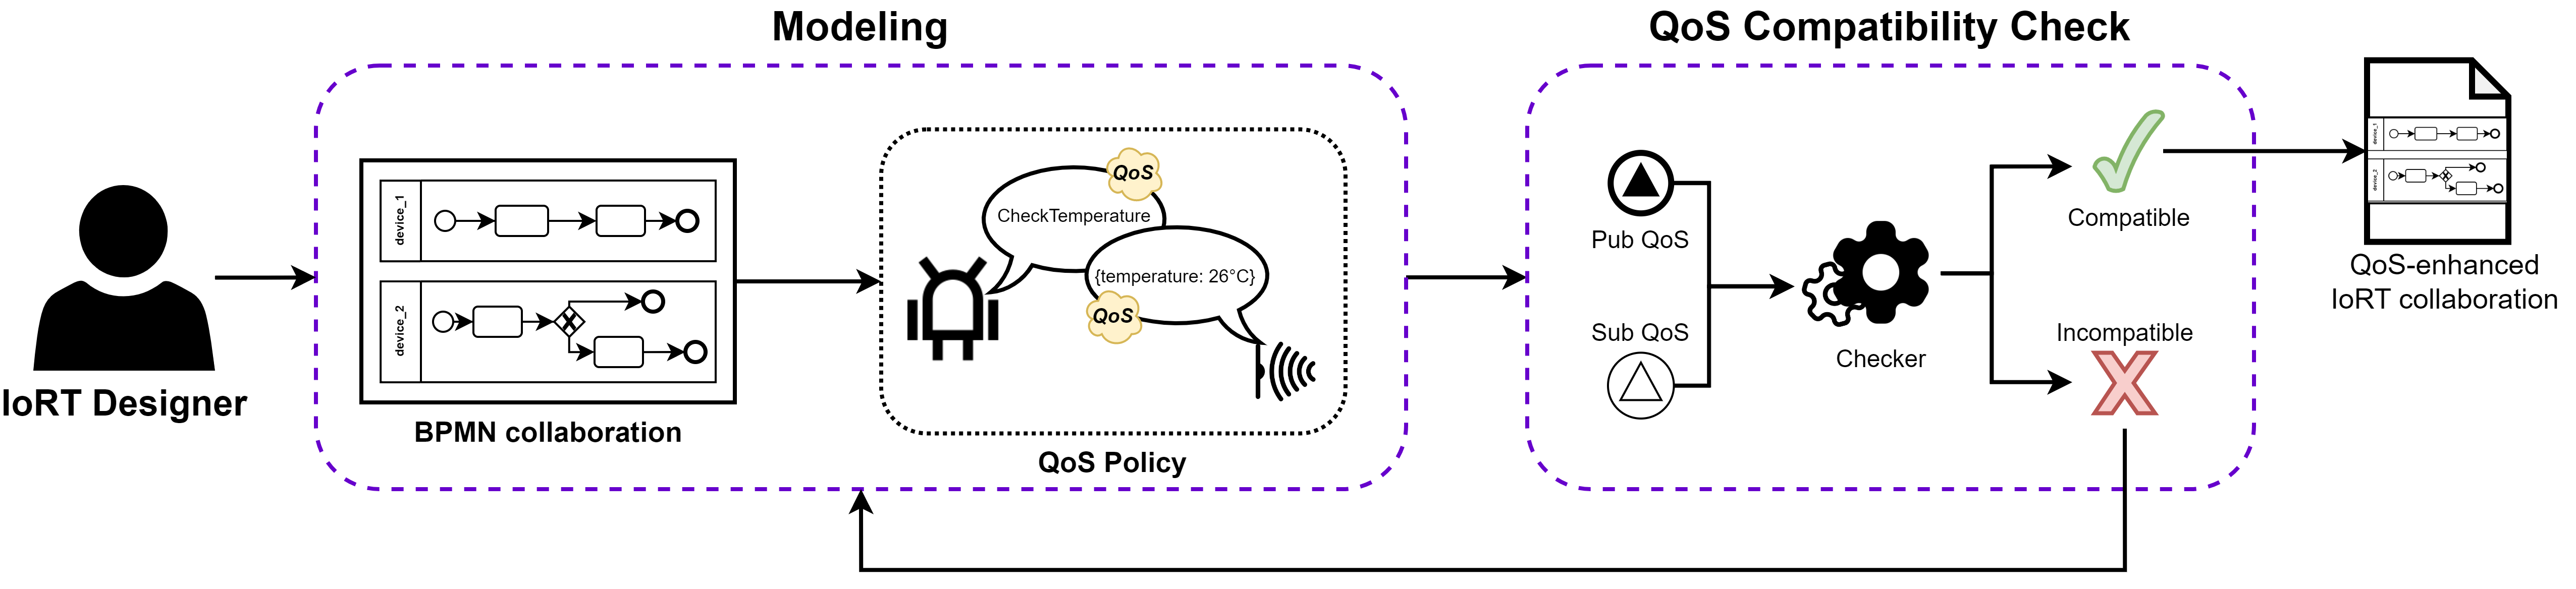 Modeling
QoS Compatibility Check
IoRT Designer
device_1
device_2
BPMN collaboration
QoS
CheckTemperature
{temperature: 26°C}
QoS
QoS Policy
Pub QoS
Sub QoS
Checker
Compatible
Incompatible
device_1
device_2
QoS-enhanced
IoRT collaboration